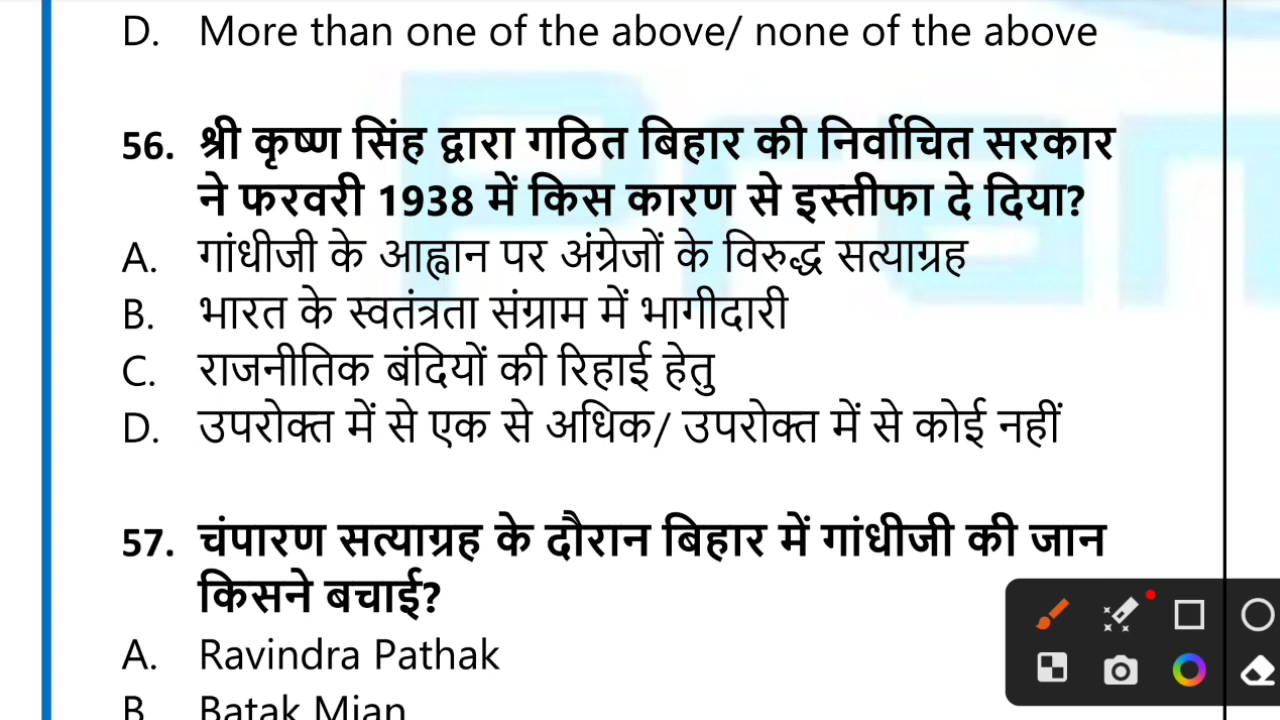 D. More than one of the above/ none of the above
56. श्री कृष्ण सिंह द्वारा गठित बिहार की निर्वाचित सरकार
ने फरवरी 1938 में किस कारण से इस्तीफा दे दिया?
A. गांधीजी के आह्वान पर अंग्रेजों के विरुद्ध सत्याग्रह
B. भारत के स्वतंत्रता संग्राम में भागीदारी
C. राजनीतिक बंदियों की रिहाई हेतु
D. उपरोक्त में से एक से अधिक/ उपरोक्त में से कोई नहीं
57. चंपारण सत्याग्रह के दौरान बिहार में गांधीजी की जान
किसने बचाई?
A. Ravindra Pathak
B. Batak Mian